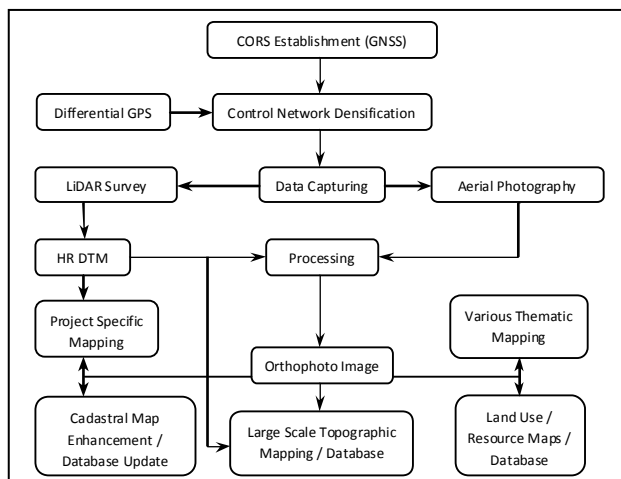 CORS Establishment (GNSS)
Differential GPS
Control Network Densification
LiDAR Survey
Data Capturing
Aerial Photography
HR DTM
Processing
Project Specific
Mapping
Various Thematic
Mapping
Orthophoto Image
Cadastral Map
Enhancement /
Database Update
Large Scale Topographic
Mapping / Database
Land Use /
Resource Maps /
Database